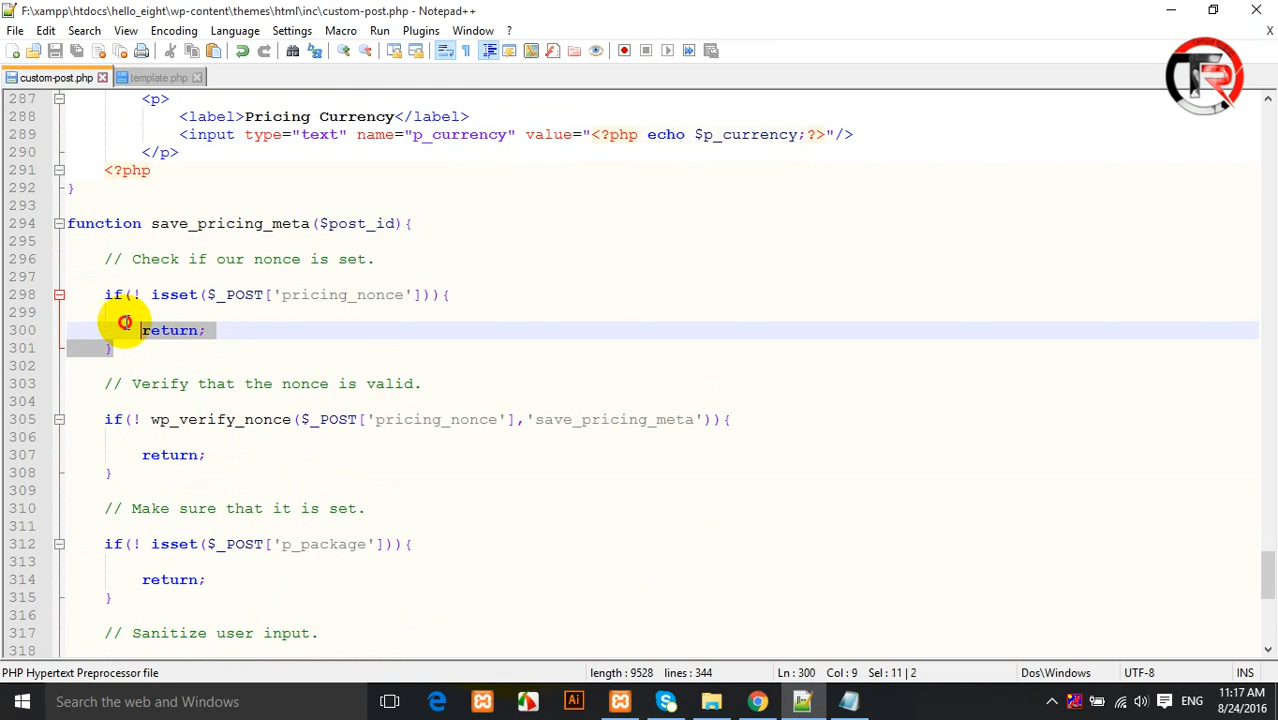 F:\xampp\htdocs\hello_eight\wp-content\themes\html\inc\custom-post.php - Notepad++
File Edit Search View Encoding Language Settings Macro Run Plugins Window ? X
custom-post.php template.php
287 <p>
288 <label>Pricing Currency</label>
289 <input type="text" name="p_currency" value="<?php echo $p_currency;?>"/>
290 </p>
291 <?php
292 }
293
294 function save_pricing_meta($post_id){
295
296 // Check if our nonce is set.
297
298 if(! isset($_POST['pricing_nonce'])){
299
300 return;
301 }
302
303 // Verify that the nonce is valid.
304
305 if(! wp_verify_nonce($_POST['pricing_nonce'],'save_pricing_meta')){
306
307 return;
308 }
309
310 // Make sure that it is set.
311
312 if(! isset($_POST['p_package'])){
313
314 return;
315 }
316
317 // Sanitize user input.
318
PHP Hypertext Preprocessor file length : 9528 lines : 344 Ln : 300 Col : 9 Sel : 11 | 2 Dos\Windows UTF-8 INS
Search the web and Windows Ai ENG 11:17 AM
8/24/2016